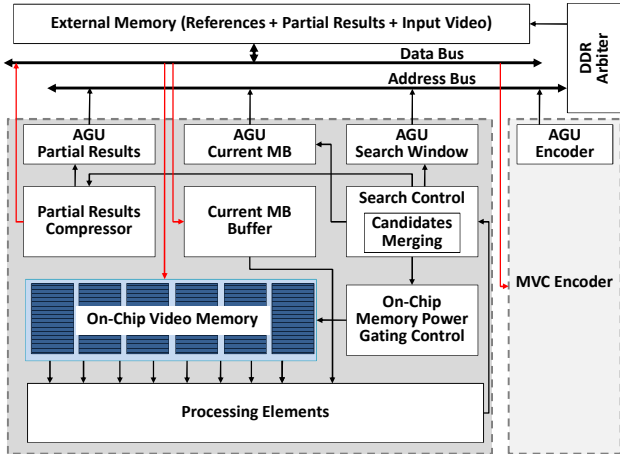 External Memory (References + Partial Results + Input Video)
DDR
Arbiter
Data Bus
Address Bus
AGU
Partial Results
AGU
Current MB
AGU
Search Window
AGU
Encoder
Partial Results
Compressor
Current MB
Buffer
Search Control
Candidates
Merging
MVC Encoder
On-Chip Video Memory
On-Chip
Memory Power
Gating Control
Processing Elements